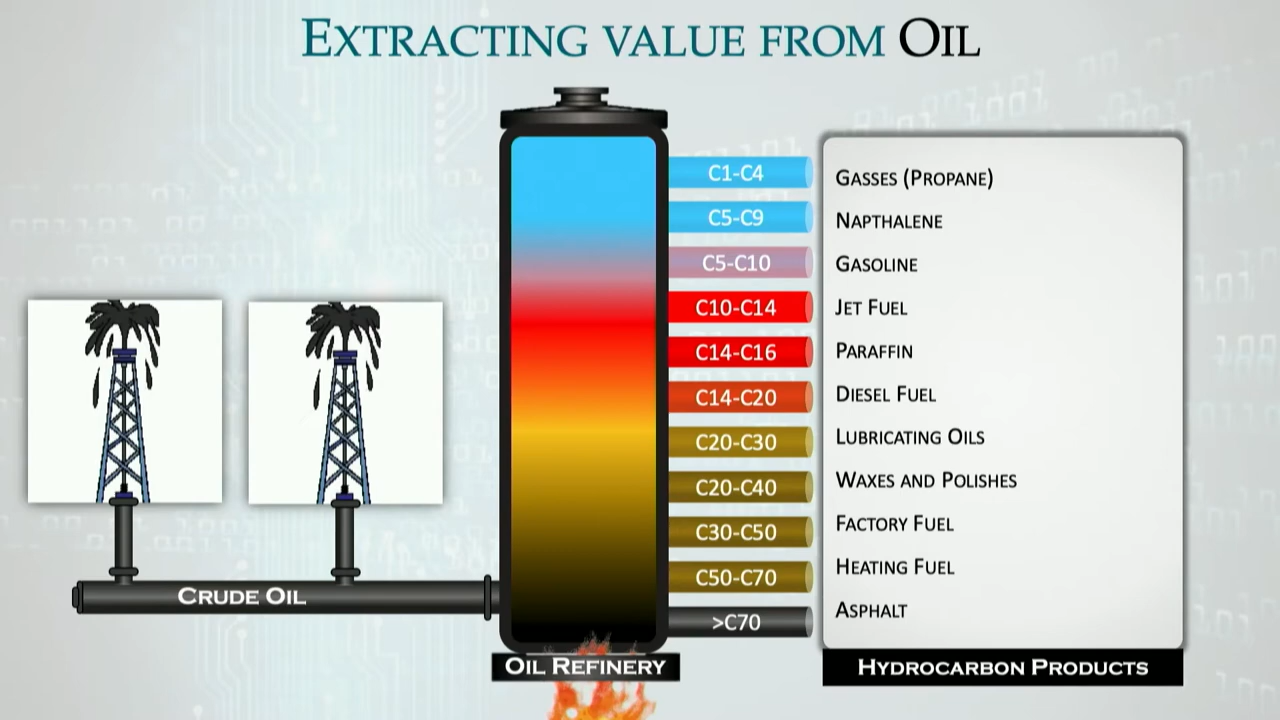 EXTRACTING VALUE FROM OIL
C1-C4
GASSES (PROPANE)
C5-C9
NAPTHALENE
C5-C10
GASOLINE
C10-C14
JET FUEL
C14-C16
PARAFFIN
C14-C20
DIESEL FUEL
C20-C30
LUBRICATING OILS
C20-C40
WAXES AND POLISHES
C30-C50
FACTORY FUEL
C50-C70
HEATING FUEL
>C70
ASPHALT
CRUDE OIL
OIL REFINERY
HYDROCARBON PRODUCTS